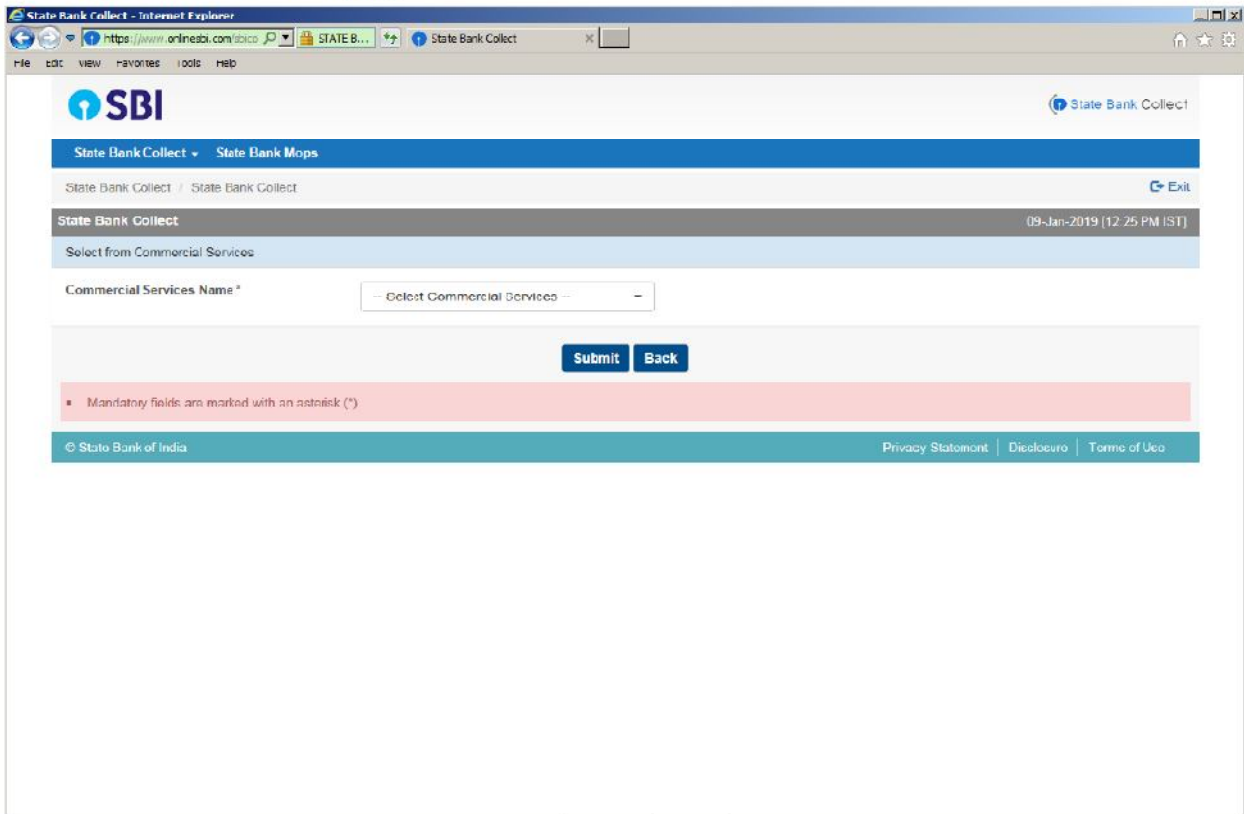 State Bank Collect - Internet Explorer
https://www.onlinesbi.com/sbico STATE B... State Bank Collect
File Edit View Favorites Tools Help
SBI State Bank Collect
State Bank Collect State Bank Mops
State Bank Collect / State Bank Collect Exit
State Bank Collect 09-Jan-2019 [12:25 PM IST]
Select from Commercial Services
Commercial Services Name * -- Select Commercial Services --
Submit Back
Mandatory fields are marked with an asterisk (*)
© State Bank of India Privacy Statement | Disclosure | Terms of Use